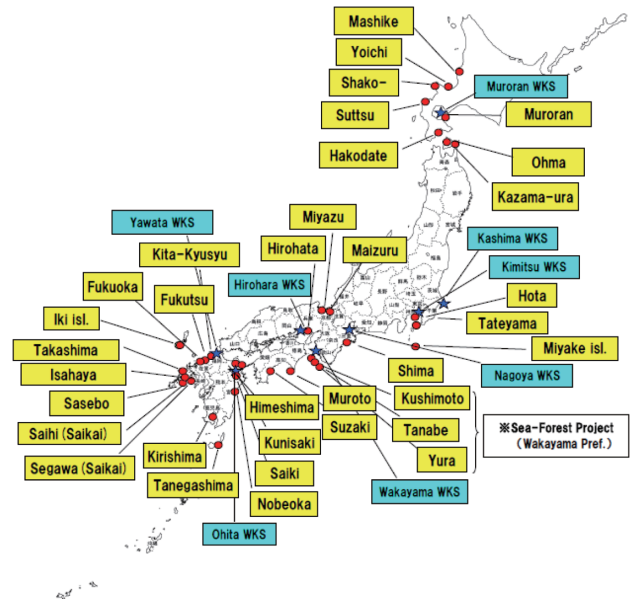 Mashike
Yoichi
Shako-
Muroran WKS
Suttsu
Muroran
Hakodate
Ohma
Kazama-ura
Miyazu
Yawata WKS
Hirohata
Maizuru
Kashima WKS
Kita-Kyusyu
Kimitsu WKS
Fukuoka
Hirohara WKS
Fukutsu
Hota
Iki isl.
Tateyama
Takashima
Miyake isl.
Isahaya
Shima
Nagoya WKS
Sasebo
Himeshima
Muroto
Kushimoto
Saihi (Saikai)
Suzaki
Tanabe
※Sea-Forest Project
(Wakayama Pref.)
Kunisaki
Segawa (Saikai)
Kirishima
Saiki
Yura
Tanegashima
Wakayama WKS
Nobeoka
Ohita WKS